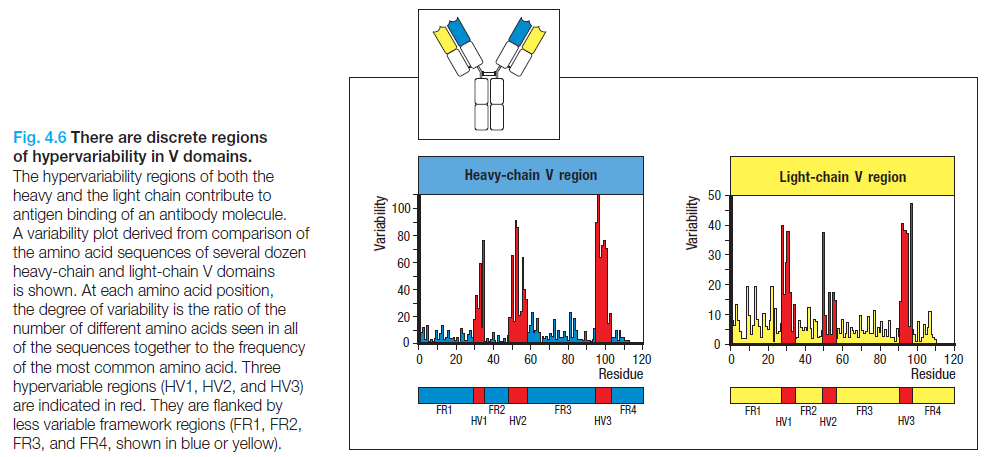 Fig. 4.6 There are discrete regions
of hypervariability in V domains.
The hypervariability regions of both the
heavy and the light chain contribute to
antigen binding of an antibody molecule.
A variability plot derived from comparison of
the amino acid sequences of several dozen
heavy-chain and light-chain V domains
is shown. At each amino acid position,
the degree of variability is the ratio of the
number of different amino acids seen in all
of the sequences together to the frequency
of the most common amino acid. Three
hypervariable regions (HV1, HV2, and HV3)
are indicated in red. They are flanked by
less variable framework regions (FR1, FR2,
FR3, and FR4, shown in blue or yellow).
Heavy-chain V region
Variability
100
80
60
40
20
0
0 20 40 60 80 100 120
Residue
FR1 FR2 FR3 FR4
HV1 HV2 HV3
Light-chain V region
Variability
50
40
30
20
10
0
0 20 40 60 80 100 120
Residue
FR1 FR2 FR3 FR4
HV1 HV2 HV3